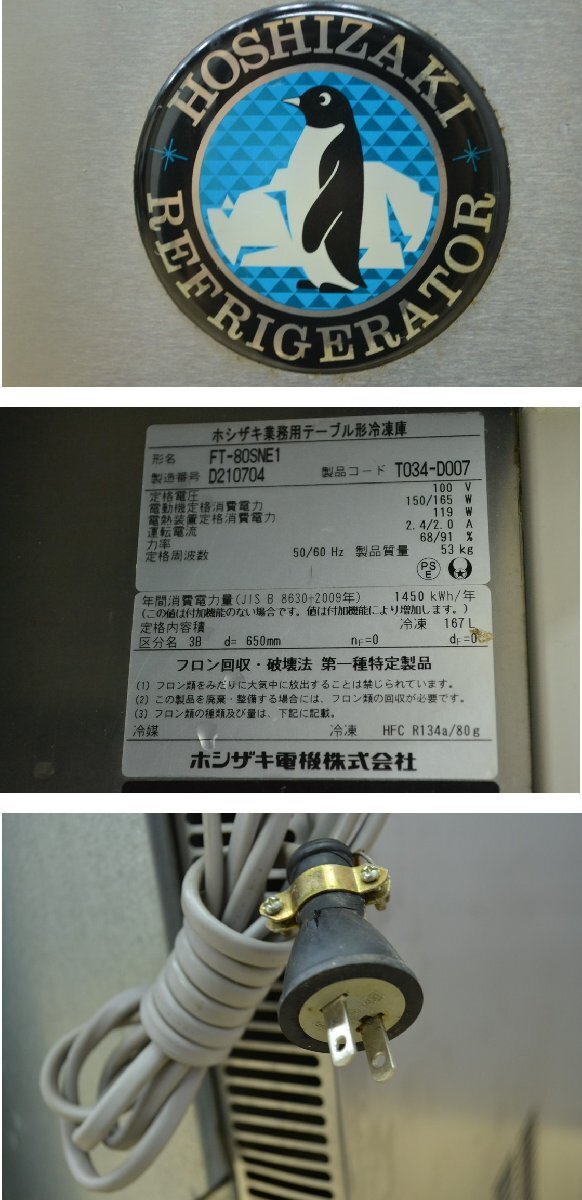 HOSHIZAKI
REFRIGERATOR
ホシザキ業務用テーブル形冷凍庫
形名 FT-80SNE1
製造番号 D210704 製品コード T034-D007
定格電圧 100 V
電動機定格消費電力 150/165 W
電熱装置定格消費電力 119 W
運転電流 2.4/2.0 A
力率 68/91 %
定格周波数 50/60 Hz 製品質量 53 kg
PS
E
年間消費電力量(JIS B 8630:2009年) 1450 kWh/年
(この値は付加機能のない場合です。値は付加機能により増加します。)
定格内容積 冷凍 167 L
区分名 3B d= 650mm nF=0 dF=0
フロン回収・破壊法 第一種特定製品
(1) フロン類をみだりに大気中に放出することは禁じられています。
(2) この製品を廃棄・整備する場合には、フロン類の回収が必要です。
(3) フロン類の種類及び量は、下記に記載。
冷媒 冷凍 HFC R134a/80g
ホシザキ電機株式会社